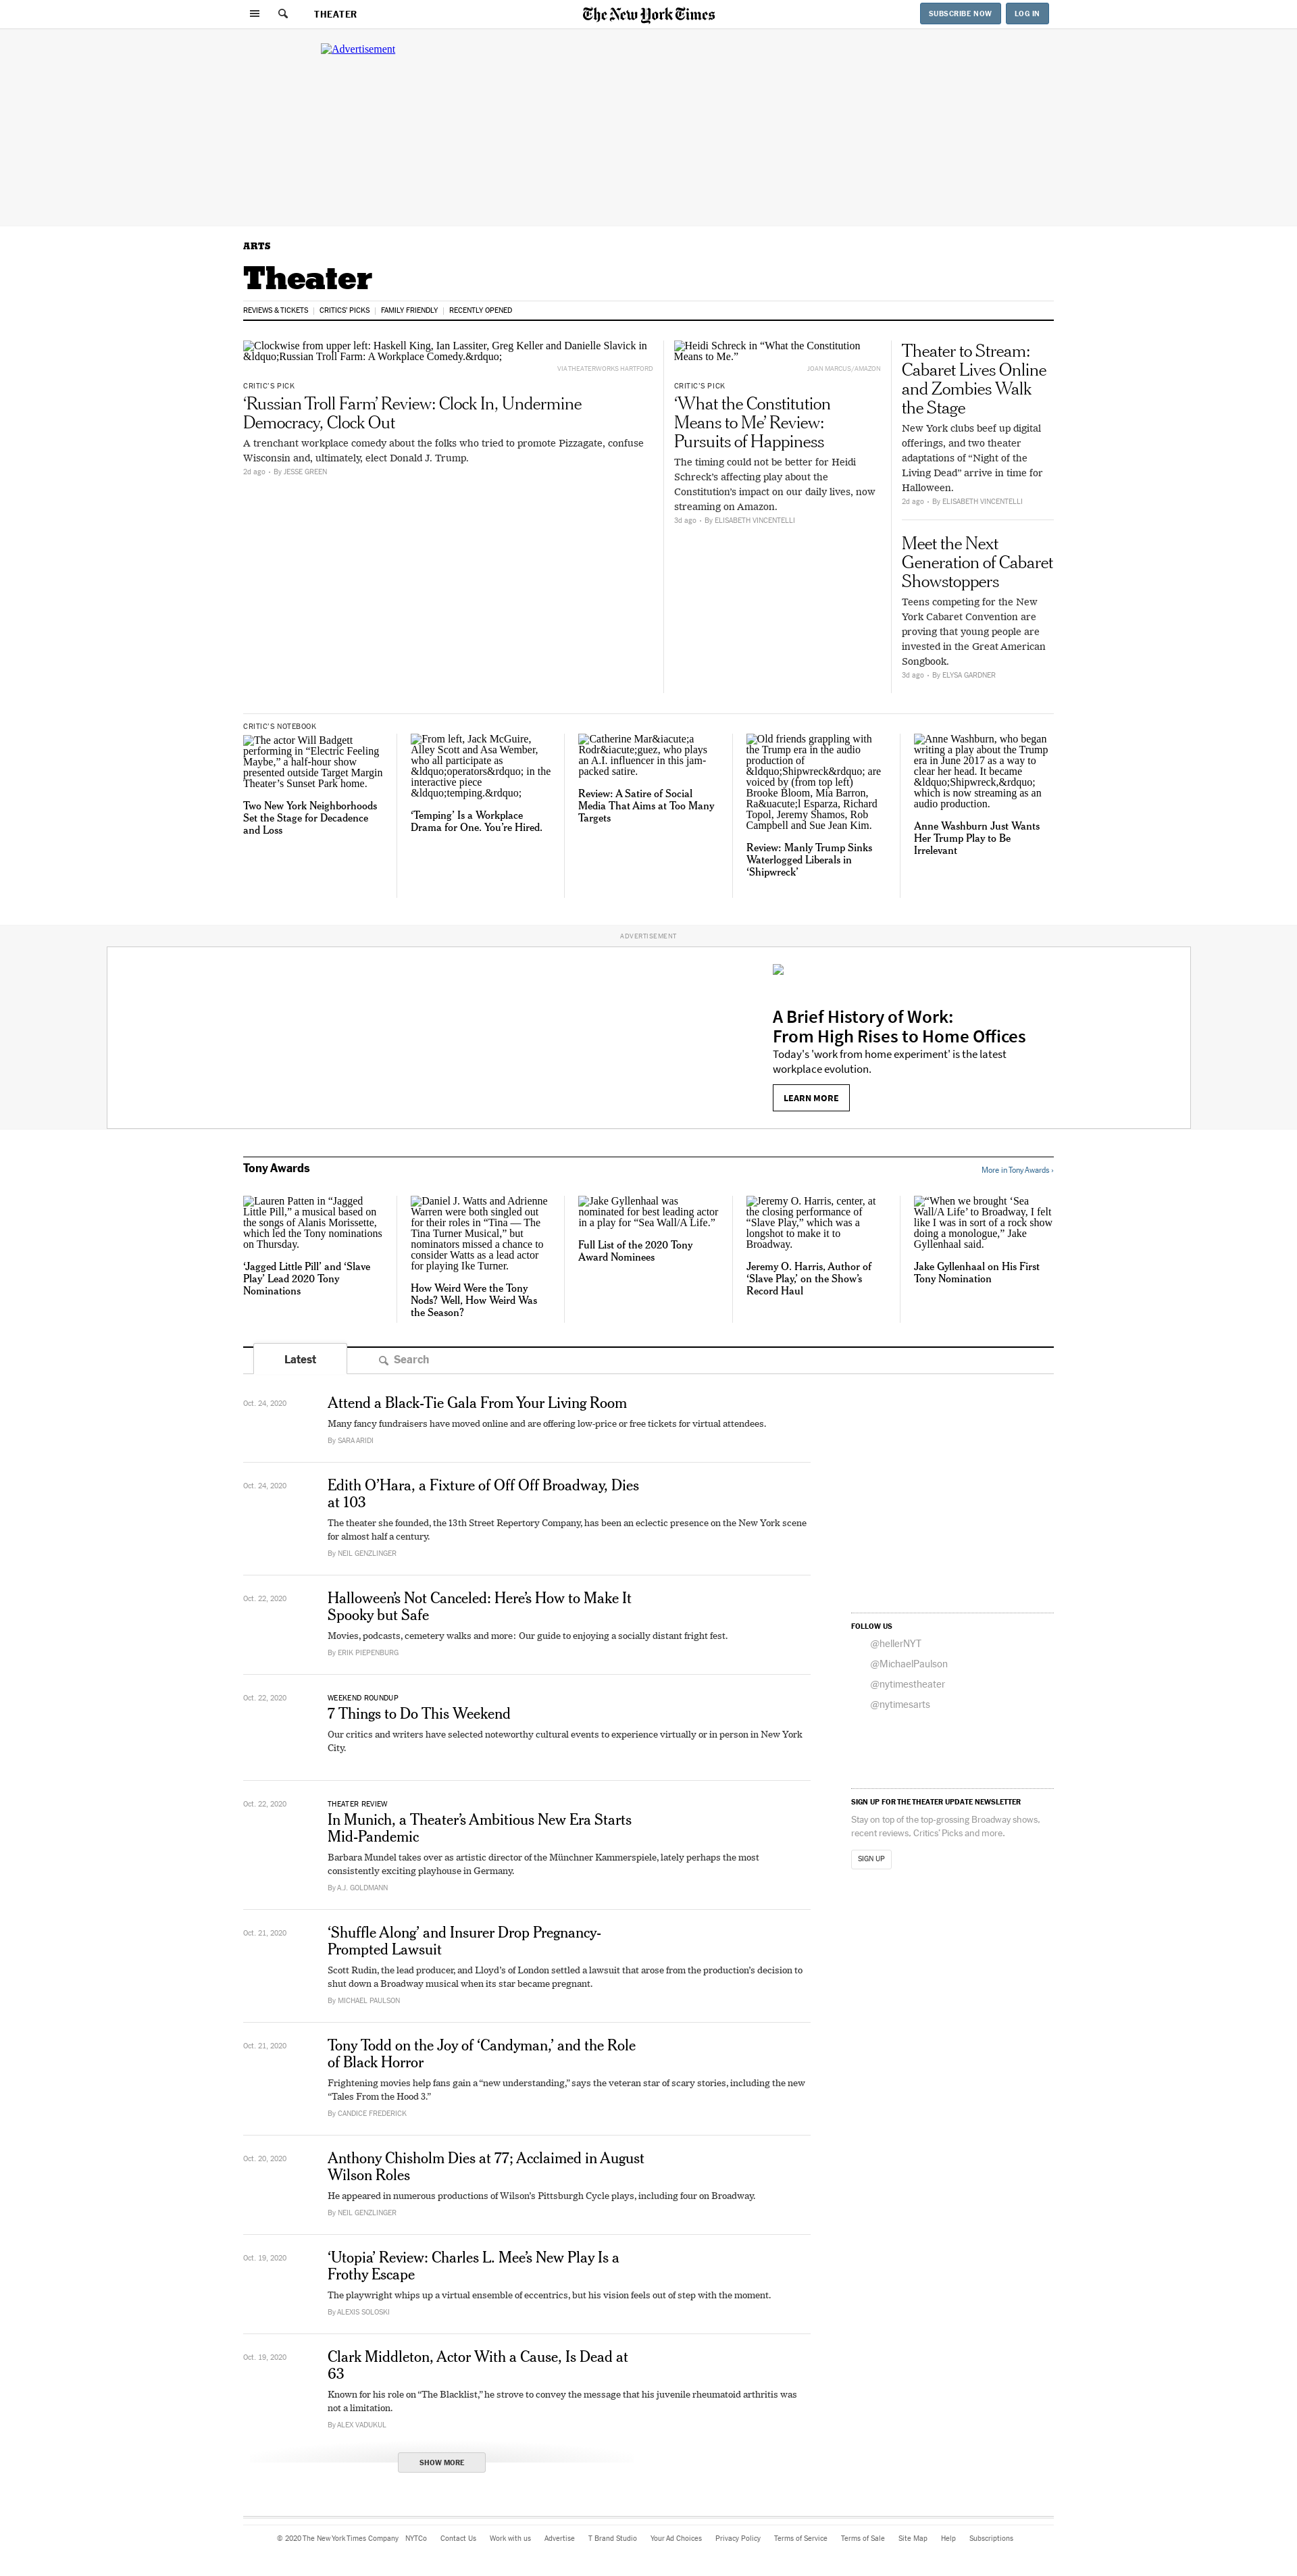 THEATER
The New York Times
SUBSCRIBE NOW
LOG IN
Advertisement
ARTS
Theater
REVIEWS & TICKETS
CRITICS' PICKS
FAMILY FRIENDLY
RECENTLY OPENED
Clockwise from upper left: Haskell King, Ian Lassiter, Greg Keller and Danielle Slavick in
&ldquo;Russian Troll Farm: A Workplace Comedy.&rdquo;
VIA THEATERWORKS HARTFORD
CRITIC'S PICK
‘Russian Troll Farm’ Review: Clock In, Undermine
Democracy, Clock Out
A trenchant workplace comedy about the folks who tried to promote Pizzagate, confuse
Wisconsin and, ultimately, elect Donald J. Trump.
2d ago • By JESSE GREEN
Heidi Schreck in “What the Constitution
Means to Me.”
JOAN MARCUS/AMAZON
CRITIC'S PICK
‘What the Constitution
Means to Me’ Review:
Pursuits of Happiness
The timing could not be better for Heidi
Schreck’s affecting play about the
Constitution’s impact on our daily lives, now
streaming on Amazon.
3d ago • By ELISABETH VINCENTELLI
Theater to Stream:
Cabaret Lives Online
and Zombies Walk
the Stage
New York clubs beef up digital
offerings, and two theater
adaptations of “Night of the
Living Dead” arrive in time for
Halloween.
2d ago • By ELISABETH VINCENTELLI
Meet the Next
Generation of Cabaret
Showstoppers
Teens competing for the New
York Cabaret Convention are
proving that young people are
invested in the Great American
Songbook.
3d ago • By ELYSA GARDNER
CRITIC'S NOTEBOOK
The actor Will Badgett
performing in “Electric Feeling
Maybe,” a half-hour show
presented outside Target Margin
Theater’s Sunset Park home.
Two New York Neighborhoods
Set the Stage for Decadence
and Loss
From left, Jack McGuire,
Alley Scott and Asa Wember,
who all participate as
&ldquo;operators&rdquo; in the
interactive piece
&ldquo;temping.&rdquo;
‘Temping’ Is a Workplace
Drama for One. You’re Hired.
Catherine Mar&iacute;a
Rodr&iacute;guez, who plays
an A.I. influencer in this jam-
packed satire.
Review: A Satire of Social
Media That Aims at Too Many
Targets
Old friends grappling with
the Trump era in the audio
production of
&ldquo;Shipwreck&rdquo; are
voiced by (from top left)
Brooke Bloom, Mia Barron,
Ra&uacute;l Esparza, Richard
Topol, Jeremy Shamos, Rob
Campbell and Sue Jean Kim.
Review: Manly Trump Sinks
Waterlogged Liberals in
‘Shipwreck’
Anne Washburn, who began
writing a play about the Trump
era in June 2017 as a way to
clear her head. It became
&ldquo;Shipwreck,&rdquo;
which is now streaming as an
audio production.
Anne Washburn Just Wants
Her Trump Play to Be
Irrelevant
ADVERTISEMENT
A Brief History of Work:
From High Rises to Home Offices
Today's 'work from home experiment' is the latest
workplace evolution.
LEARN MORE
Tony Awards
More in Tony Awards ›
Lauren Patten in “Jagged
Little Pill,” a musical based on
the songs of Alanis Morissette,
which led the Tony nominations
on Thursday.
‘Jagged Little Pill’ and ‘Slave
Play’ Lead 2020 Tony
Nominations
Daniel J. Watts and Adrienne
Warren were both singled out
for their roles in “Tina — The
Tina Turner Musical,” but
nominators missed a chance to
consider Watts as a lead actor
for playing Ike Turner.
How Weird Were the Tony
Nods? Well, How Weird Was
the Season?
Jake Gyllenhaal was
nominated for best leading actor
in a play for “Sea Wall/A Life.”
Full List of the 2020 Tony
Award Nominees
Jeremy O. Harris, center, at
the closing performance of
“Slave Play,” which was a
longshot to make it to
Broadway.
Jeremy O. Harris, Author of
‘Slave Play,’ on the Show’s
Record Haul
“When we brought ‘Sea
Wall/A Life’ to Broadway, I felt
like I was in sort of a rock show
doing a monologue,” Jake
Gyllenhaal said.
Jake Gyllenhaal on His First
Tony Nomination
Latest
Search
Oct. 24, 2020
Attend a Black-Tie Gala From Your Living Room
Many fancy fundraisers have moved online and are offering low-price or free tickets for virtual attendees.
By SARA ARIDI
Oct. 24, 2020
Edith O’Hara, a Fixture of Off Off Broadway, Dies
at 103
The theater she founded, the 13th Street Repertory Company, has been an eclectic presence on the New York scene
for almost half a century.
By NEIL GENZLINGER
Oct. 22, 2020
Halloween’s Not Canceled: Here’s How to Make It
Spooky but Safe
Movies, podcasts, cemetery walks and more: Our guide to enjoying a socially distant fright fest.
By ERIK PIEPENBURG
Oct. 22, 2020
WEEKEND ROUNDUP
7 Things to Do This Weekend
Our critics and writers have selected noteworthy cultural events to experience virtually or in person in New York
City.
Oct. 22, 2020
THEATER REVIEW
In Munich, a Theater’s Ambitious New Era Starts
Mid-Pandemic
Barbara Mundel takes over as artistic director of the Münchner Kammerspiele, lately perhaps the most
consistently exciting playhouse in Germany.
By A.J. GOLDMANN
Oct. 21, 2020
‘Shuffle Along’ and Insurer Drop Pregnancy-
Prompted Lawsuit
Scott Rudin, the lead producer, and Lloyd’s of London settled a lawsuit that arose from the production’s decision to
shut down a Broadway musical when its star became pregnant.
By MICHAEL PAULSON
Oct. 21, 2020
Tony Todd on the Joy of ‘Candyman,’ and the Role
of Black Horror
Frightening movies help fans gain a “new understanding,” says the veteran star of scary stories, including the new
“Tales From the Hood 3.”
By CANDICE FREDERICK
Oct. 20, 2020
Anthony Chisholm Dies at 77; Acclaimed in August
Wilson Roles
He appeared in numerous productions of Wilson’s Pittsburgh Cycle plays, including four on Broadway.
By NEIL GENZLINGER
Oct. 19, 2020
‘Utopia’ Review: Charles L. Mee’s New Play Is a
Frothy Escape
The playwright whips up a virtual ensemble of eccentrics, but his vision feels out of step with the moment.
By ALEXIS SOLOSKI
Oct. 19, 2020
Clark Middleton, Actor With a Cause, Is Dead at
63
Known for his role on “The Blacklist,” he strove to convey the message that his juvenile rheumatoid arthritis was
not a limitation.
By ALEX VADUKUL
SHOW MORE
FOLLOW US
@hellerNYT
@MichaelPaulson
@nytimestheater
@nytimesarts
SIGN UP FOR THE THEATER UPDATE NEWSLETTER
Stay on top of the top-grossing Broadway shows,
recent reviews, Critics’ Picks and more.
SIGN UP
© 2020 The New York Times Company NYTCo Contact Us Work with us Advertise T Brand Studio Your Ad Choices Privacy Policy Terms of Service Terms of Sale Site Map Help Subscriptions